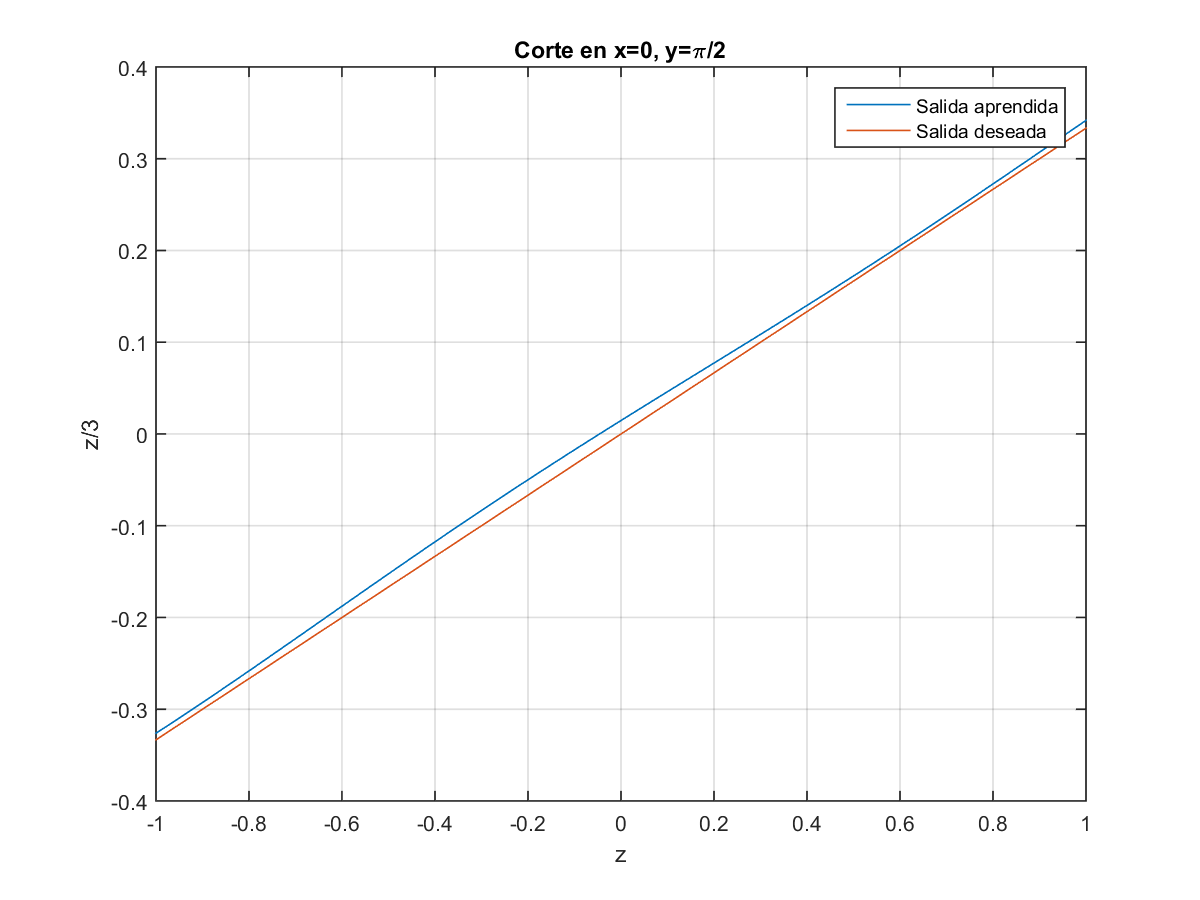 Corte en x=0, y=π/2
Salida aprendida
Salida deseada
0.4
0.3
0.2
0.1
0
-0.1
-0.2
-0.3
-0.4
z/3
-1 -0.8 -0.6 -0.4 -0.2 0 0.2 0.4 0.6 0.8 1
z